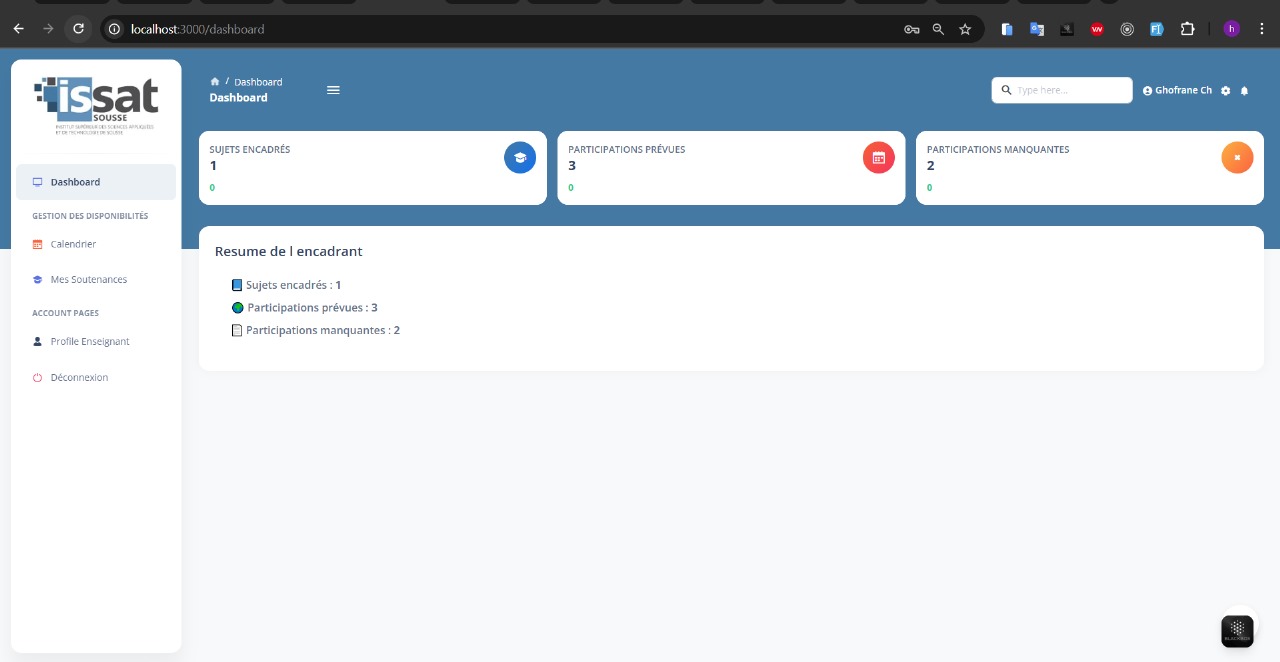 localhost:3000/dashboard
h
issat
SOUSSE
INSTITUT SUPÉRIEUR DES SCIENCES APPLIQUÉES
ET DE TECHNOLOGIE DE SOUSSE
/ Dashboard
Dashboard
Type here...
Ghofrane Ch
SUJETS ENCADRÉS
1
0
PARTICIPATIONS PRÉVUES
3
0
PARTICIPATIONS MANQUANTES
2
0
Dashboard
GESTION DES DISPONIBILITÉS
Calendrier
Mes Soutenances
ACCOUNT PAGES
Profile Enseignant
Déconnexion
Resume de l encadrant
Sujets encadrés : 1
Participations prévues : 3
Participations manquantes : 2
BLACKBOX